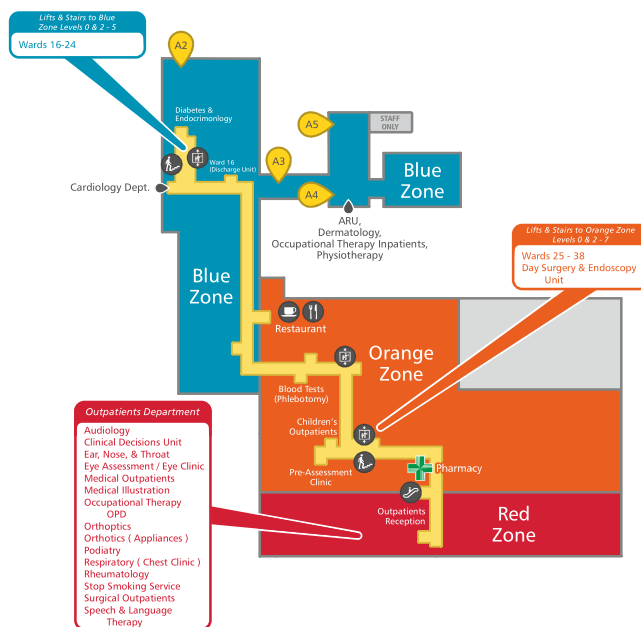 Lifts & Stairs to Blue
Zone Levels 0 & 2 - 5
Wards 16-24
A2
A5
STAFF
ONLY
Diabetes &
Endocrimonlogy
A3
Ward 16
(Discharge Unit)
Blue
Zone
Cardiology Dept.
A4
ARU,
Dermatology,
Occupational Therapy Inpatients,
Physiotherapy
Lifts & Stairs to Orange Zone
Levels 0 & 2 - 7
Wards 25 - 38
Day Surgery & Endoscopy
Unit
Blue
Zone
Restaurant
Orange
Zone
Blood Tests
(Phlebotomy)
Children's
Outpatients
Pre-Assessment
Clinic
Pharmacy
Outpatients
Reception
Red
Zone
Outpatients Department
Audiology
Clinical Decisions Unit
Ear, Nose, & Throat
Eye Assessment / Eye Clinic
Medical Outpatients
Medical Illustration
Occupational Therapy
OPD
Orthoptics
Orthotics ( Appliances )
Podiatry
Respiratory ( Chest Clinic )
Rheumatology
Stop Smoking Service
Surgical Outpatients
Speech & Language
Therapy